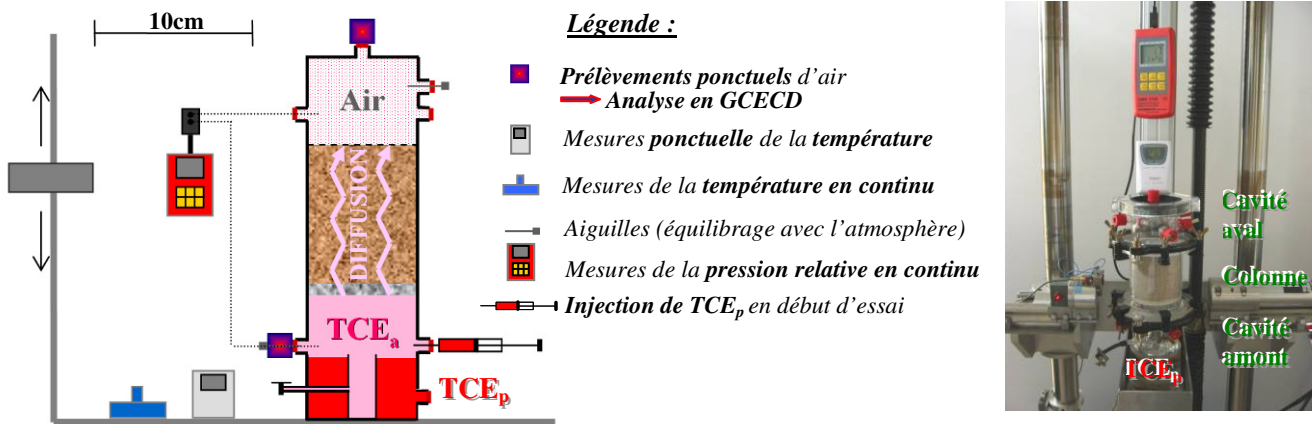 10cm
Air
DIFFUSION
TCEa
TCEp
Légende :
Prélèvements ponctuels d'air
Analyse en GCECD
Mesures ponctuelle de la température
Mesures de la température en continu
Aiguilles (équilibrage avec l'atmosphère)
Mesures de la pression relative en continu
Injection de TCEp en début d'essai
Cavité
aval
Colonne
Cavité
amont
TCEp